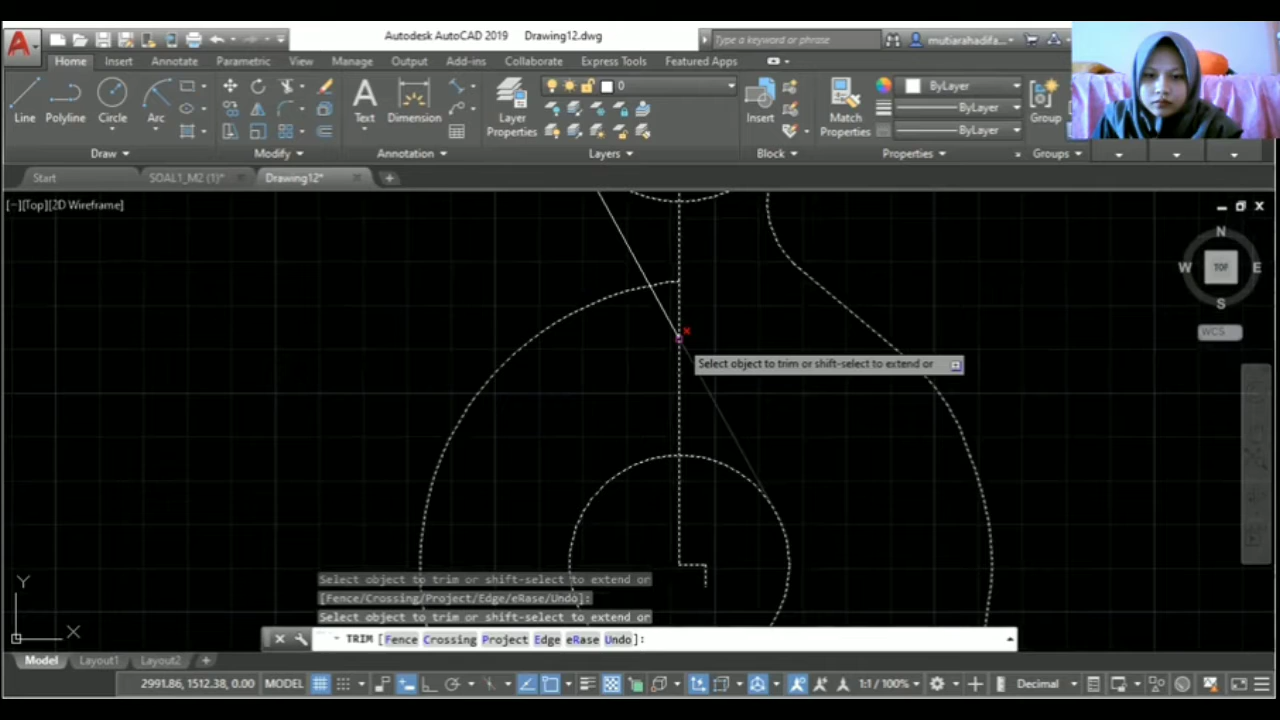 Autodesk AutoCAD 2019 Drawing12.dwg
Type a keyword or phrase
mutiarahadifa...
Home Insert Annotate Parametric View Manage Output Add-ins Collaborate Express Tools Featured Apps
Line Polyline Circle Arc
Text Dimension
Layer Properties
0
Insert
Match Properties
ByLayer
ByLayer
ByLayer
Group
Draw Modify Annotation Layers Block Properties Groups
Start SOAL1_M2 (1)* Drawing12*
[−][Top][2D Wireframe]
N
W TOP E
S
WCS
Select object to trim or shift-select to extend or
Select object to trim or shift-select to extend or
[Fence/Crossing/Project/Edge/eRase/Undo]:
Select object to trim or shift-select to extend or
TRIM [Fence Crossing Project Edge eRase Undo]:
Y
X
Model Layout1 Layout2
2991.86, 1512.38, 0.00 MODEL
1:1 / 100%
Decimal